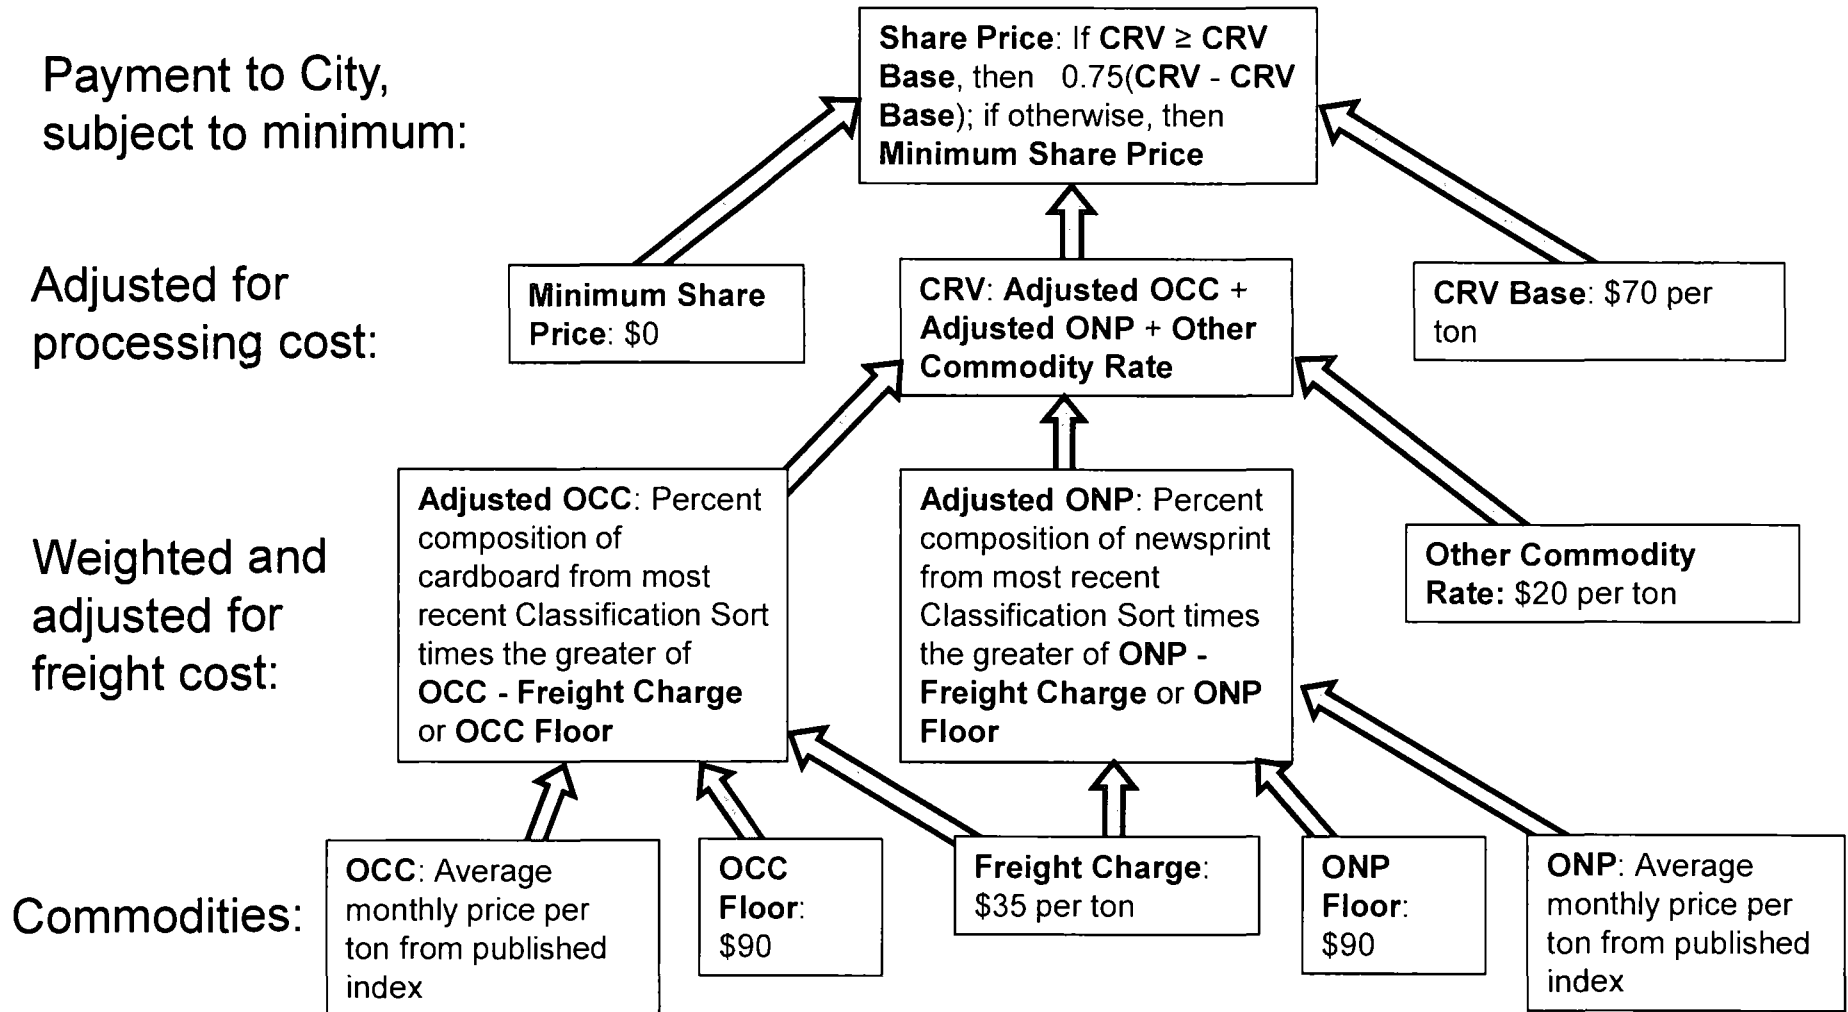 Payment to City,
subject to minimum:
Share Price: If CRV ≥ CRV
Base, then 0.75(CRV - CRV
Base); if otherwise, then
Minimum Share Price
Adjusted for
processing cost:
Minimum Share
Price: $0
CRV: Adjusted OCC +
Adjusted ONP + Other
Commodity Rate
CRV Base: $70 per
ton
Weighted and
adjusted for
freight cost:
Adjusted OCC: Percent
composition of
cardboard from most
recent Classification Sort
times the greater of
OCC - Freight Charge
or OCC Floor
Adjusted ONP: Percent
composition of newsprint
from most recent
Classification Sort times
the greater of ONP -
Freight Charge or ONP
Floor
Other Commodity
Rate: $20 per ton
Commodities:
OCC: Average
monthly price per
ton from published
index
OCC
Floor:
$90
Freight Charge:
$35 per ton
ONP
Floor:
$90
ONP: Average
monthly price per
ton from published
index